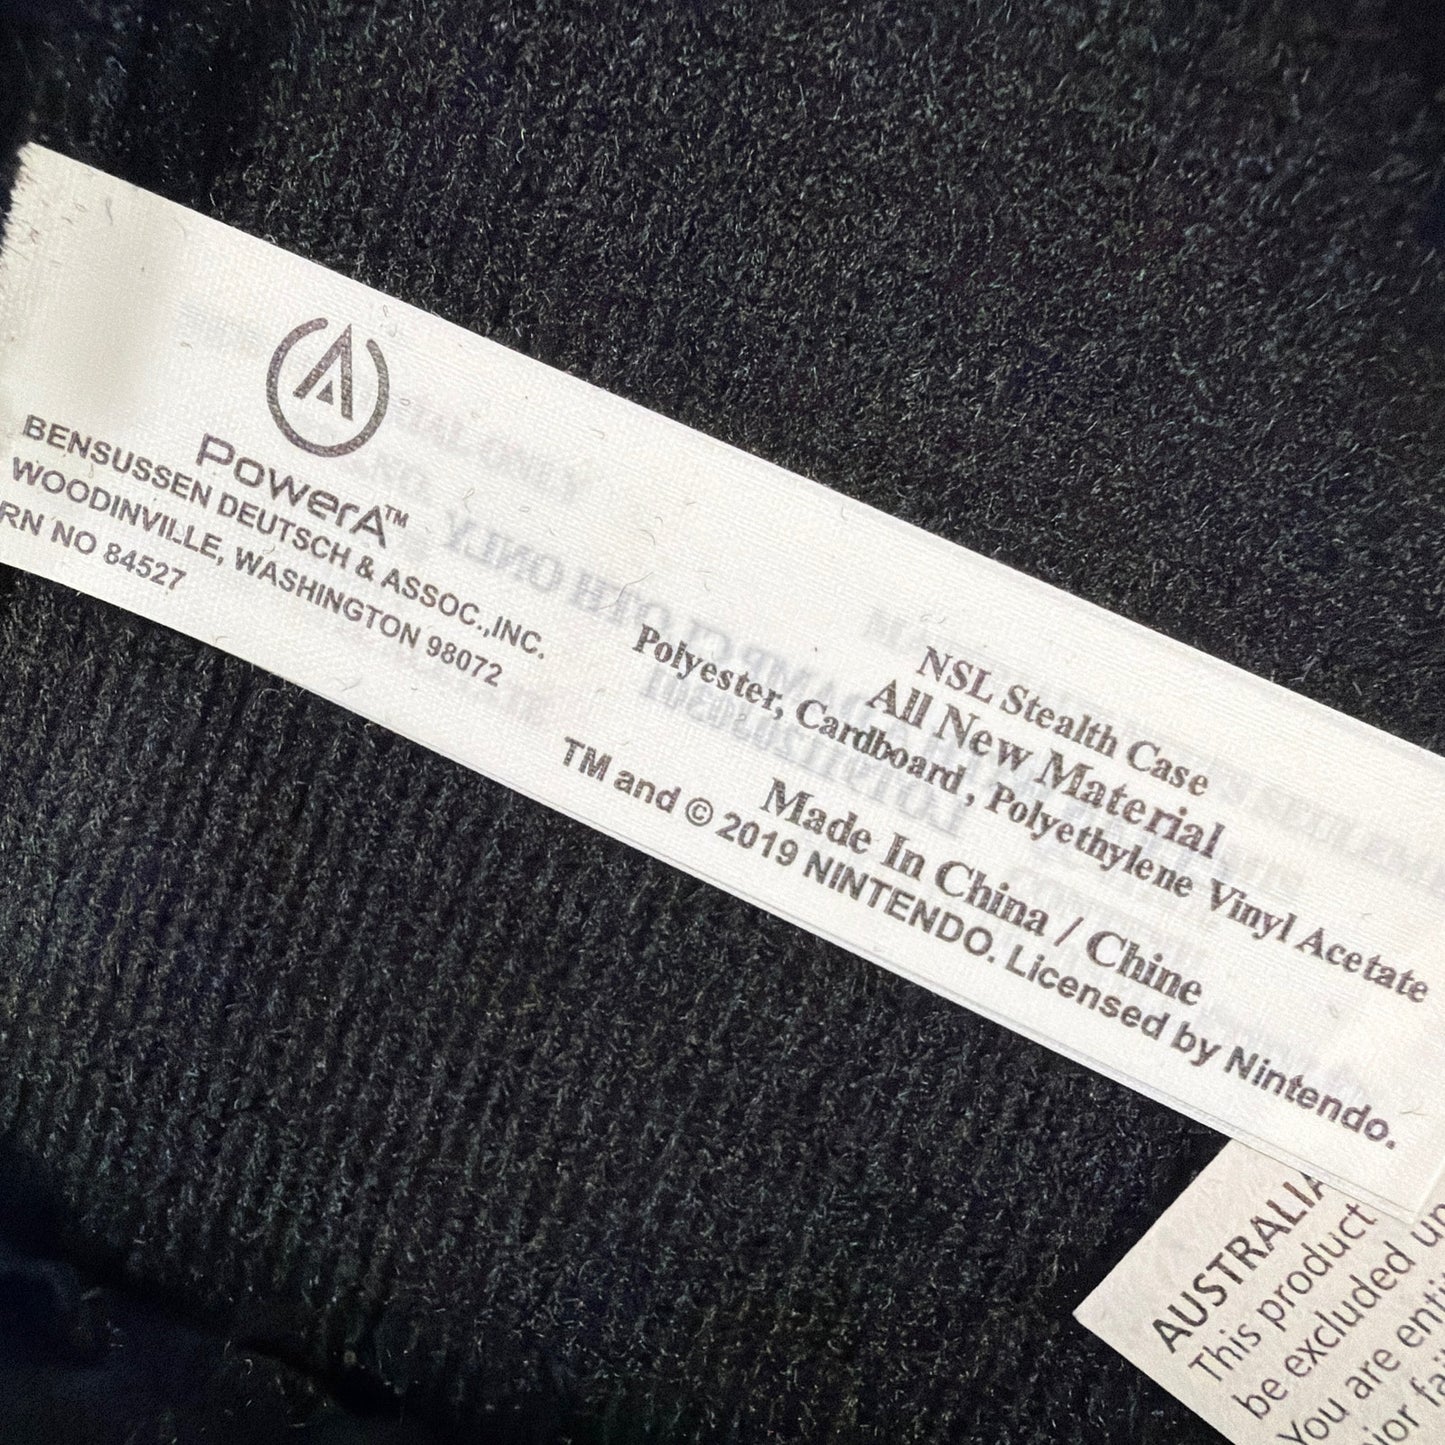 PowerA™
BENSUSSEN DEUTSCH & ASSOC.,INC.
WOODINVILLE, WASHINGTON 98072
RN NO 84527
NSL Stealth Case
All New Material
Polyester, Cardboard , Polyethylene Vinyl Acetate
Made In China / Chine
TM and © 2019 NINTENDO. Licensed by Nintendo.
CLOTH ONLY
AUSTRALIA
This product
be excluded
You are